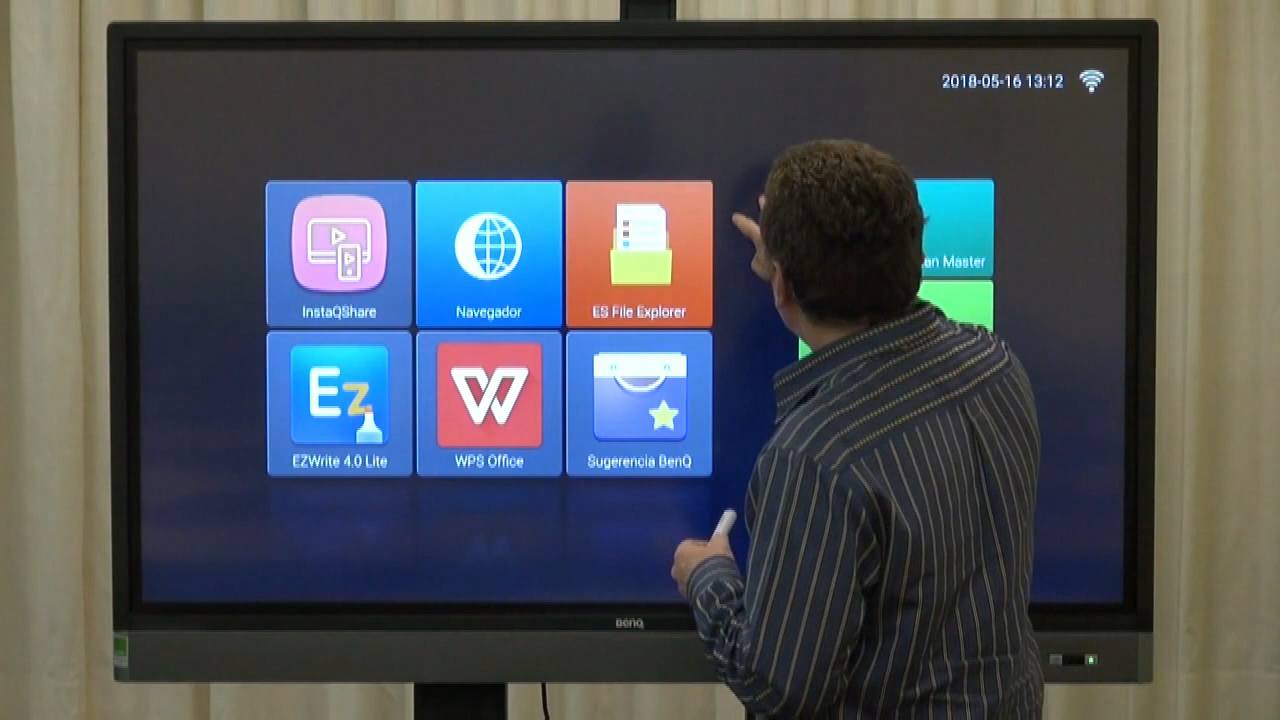 2018-05-16 13:12
InstaQShare
Navegador
ES File Explorer
Master
Ez
EZWrite 4.0 Lite
W
WPS Office
Sugerencia BenQ
BenQ